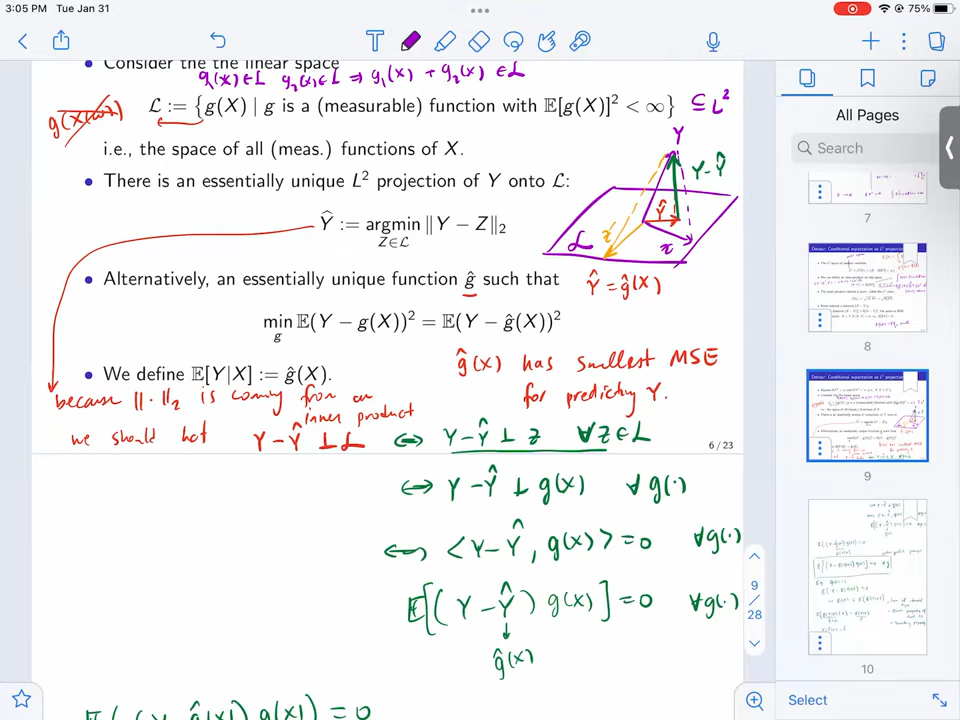 3:05 PM Tue Jan 31
75%
Consider the the linear space
g₁(x) ∈ L g₂(x) ∈ L ⇒ g₁(x) + g₂(x) ∈ L
ℒ := {g(X) | g is a (measurable) function with 𝔼[g(X)]² < ∞} ⊆ L²
i.e., the space of all (meas.) functions of X.
• There is an essentially unique L² projection of Y onto ℒ:
Ŷ := argmin ‖Y − Z‖₂
Z∈ℒ
Y
Y-Ŷ
Ŷ
L
z
z
• Alternatively, an essentially unique function ĝ such that
Ŷ = ĝ(X)
min 𝔼(Y − g(X))² = 𝔼(Y − ĝ(X))²
g
• We define 𝔼[Y|X] := ĝ(X).
ĝ(x) has smallest MSE
for predicting Y.
because ‖·‖₂ is coming from an
inner product
we should hat Y-Ŷ ⊥ L ⇔ Y-Ŷ ⊥ z ∀z∈L
6 / 23
⇔ Y-Ŷ ⊥ g(x) ∀g(·)
⇔ <Y-Ŷ, g(x)> = 0 ∀g(·)
E[(Y-Ŷ) g(x)] = 0 ∀g(·)
ĝ(x)
E((Y-ĝ(x)) g(x)) = 0
All Pages
Search
7
8
9
10
9
/
28
Select